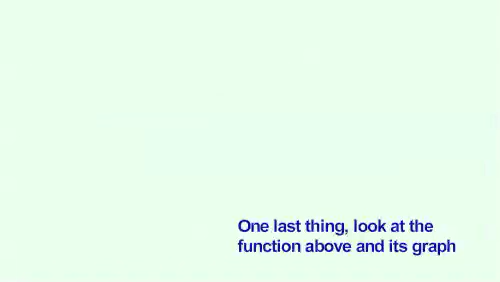 One last thing, look at the
function above and its graph